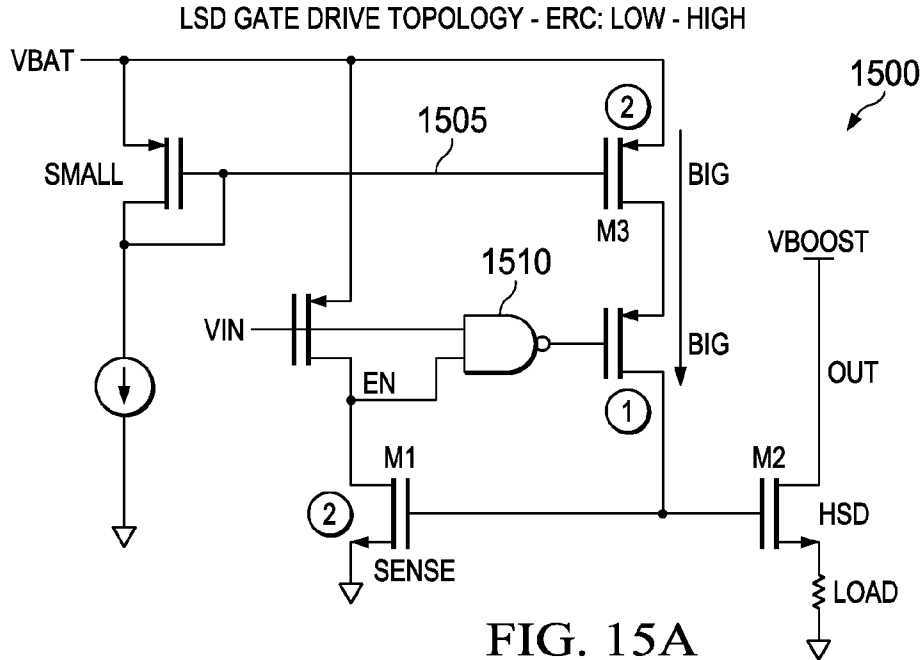 LSD GATE DRIVE TOPOLOGY - ERC: LOW - HIGH
VBAT
1500
2
1505
SMALL
BIG
M3
VBOOST
1510
VIN
BIG
EN
OUT
1
M1
M2
2
HSD
SENSE
LOAD
FIG. 15A